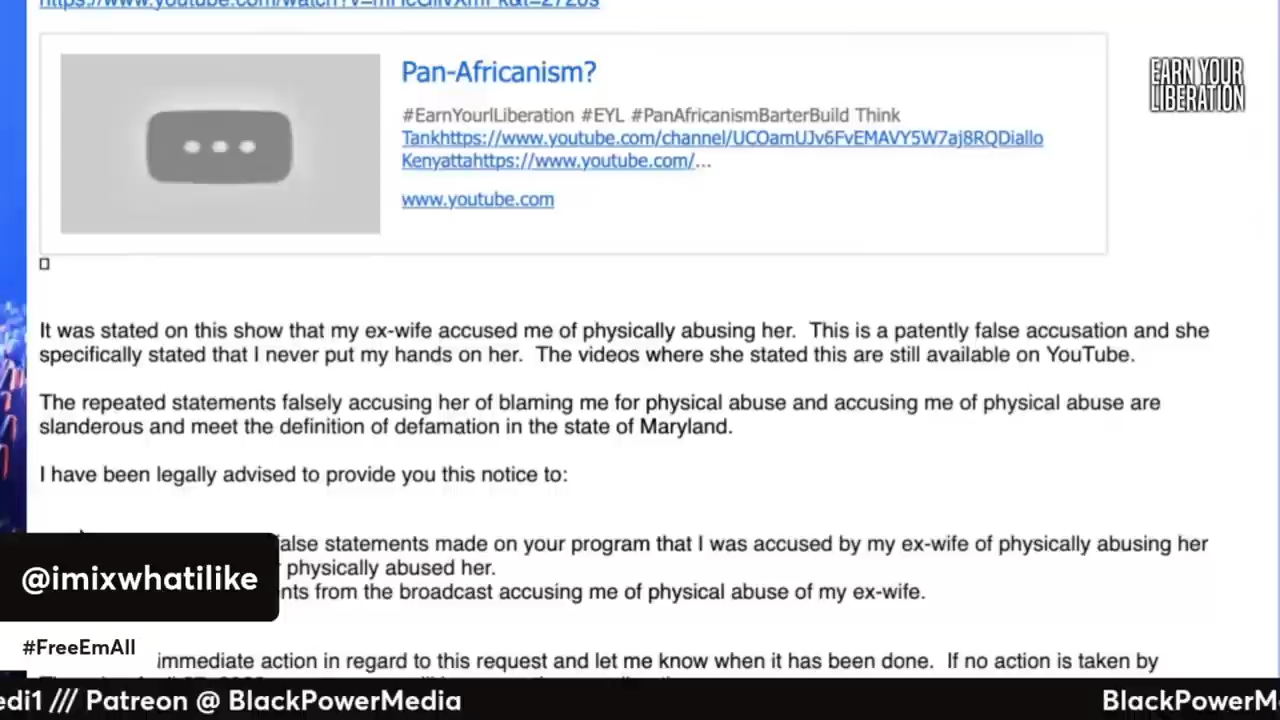 Pan-Africanism?
#EarnYourlLiberation #EYL #PanAfricanismBarterBuild Think
Tankhttps://www.youtube.com/channel/UCOamUJv6FvEMAVY5W7aj8RQDiallo
Kenyattahttps://www.youtube.com/...
www.youtube.com
EARN YOUR
LIBERATION
It was stated on this show that my ex-wife accused me of physically abusing her. This is a patently false accusation and she
specifically stated that I never put my hands on her. The videos where she stated this are still available on YouTube.
The repeated statements falsely accusing her of blaming me for physical abuse and accusing me of physical abuse are
slanderous and meet the definition of defamation in the state of Maryland.
I have been legally advised to provide you this notice to:
false statements made on your program that I was accused by my ex-wife of physically abusing her
physically abused her.
from the broadcast accusing me of physical abuse of my ex-wife.
@imixwhatilike
#FreeEmAll
immediate action in regard to this request and let me know when it has been done. If no action is taken by
edi1 /// Patreon @ BlackPowerMedia
BlackPowerM